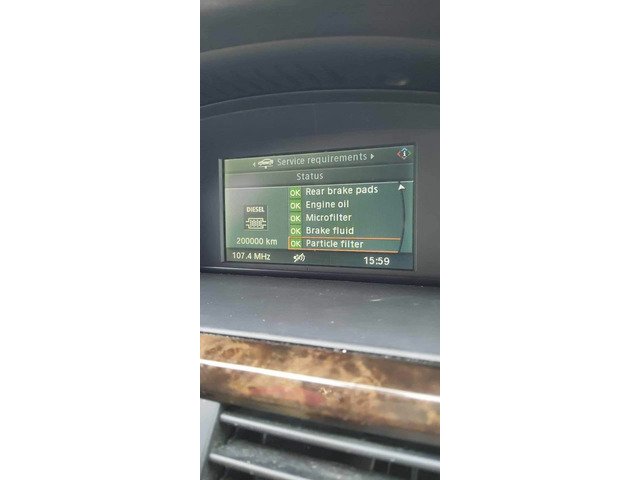 Service requirements
Status
OK Rear brake pads
OK Engine oil
OK Microfilter
OK Brake fluid
OK Particle filter
DIESEL
200000 km
107.4 MHz
15:59